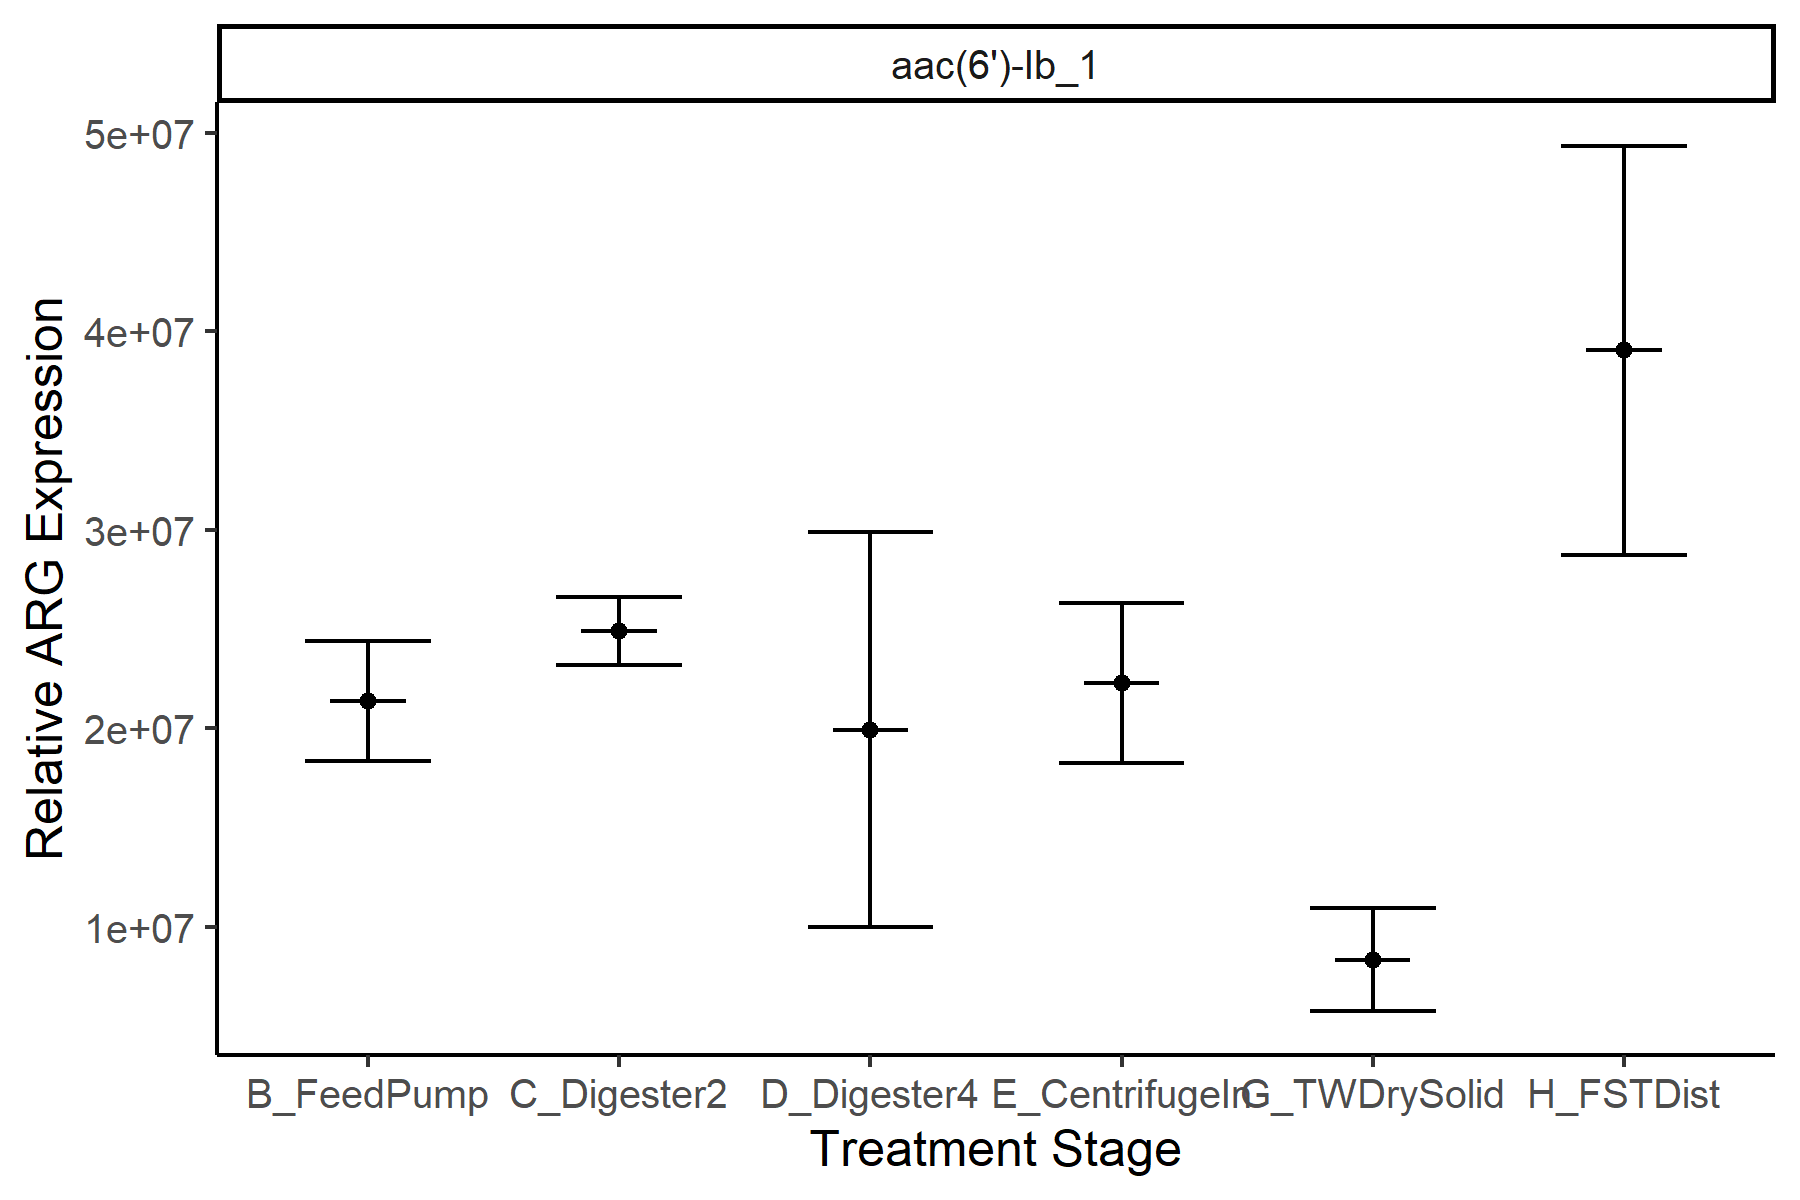 aac(6')-Ib_1
Relative ARG Expression
5e+07
4e+07
3e+07
2e+07
1e+07
B_FeedPump C_Digester2 D_Digester4 E_CentrifugeIn G_TWDrySolid H_FSTDist
Treatment Stage